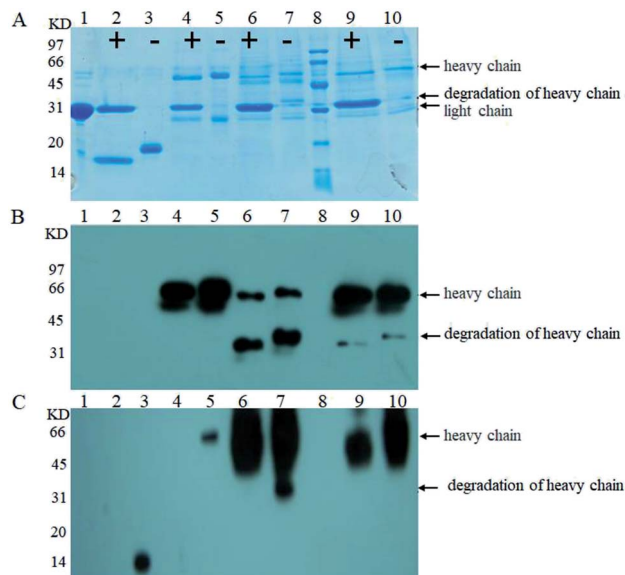 A
KD 1 2 3 4 5 6 7 8 9 10
+ - + - + - + -
97
66 heavy chain
45
degradation of heavy chain
31 light chain
20
14
B
1 2 3 4 5 6 7 8 9 10
KD
97
66 heavy chain
45
degradation of heavy chain
31
C
1 2 3 4 5 6 7 8 9 10
KD
66 heavy chain
45
31 degradation of heavy chain
20
14